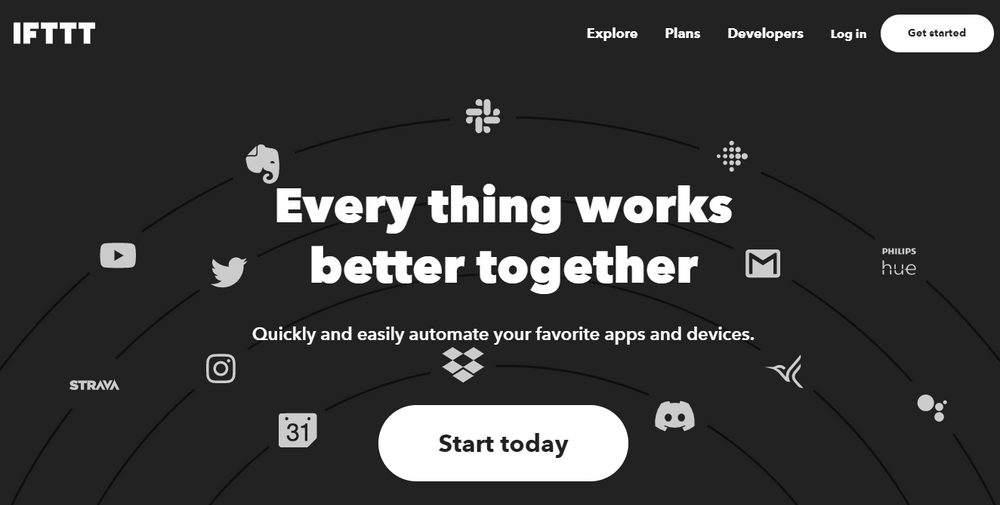 IFTTT
Explore Plans Developers Log in Get started
Every thing works
better together
PHILIPS
hue
Quickly and easily automate your favorite apps and devices.
STRAVA
31
Start today